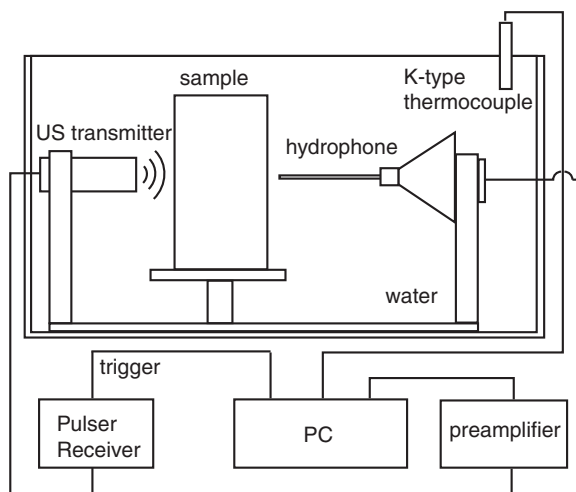 sample
K-type
thermocouple
US transmitter
hydrophone
water
trigger
Pulser
Receiver
PC
preamplifier